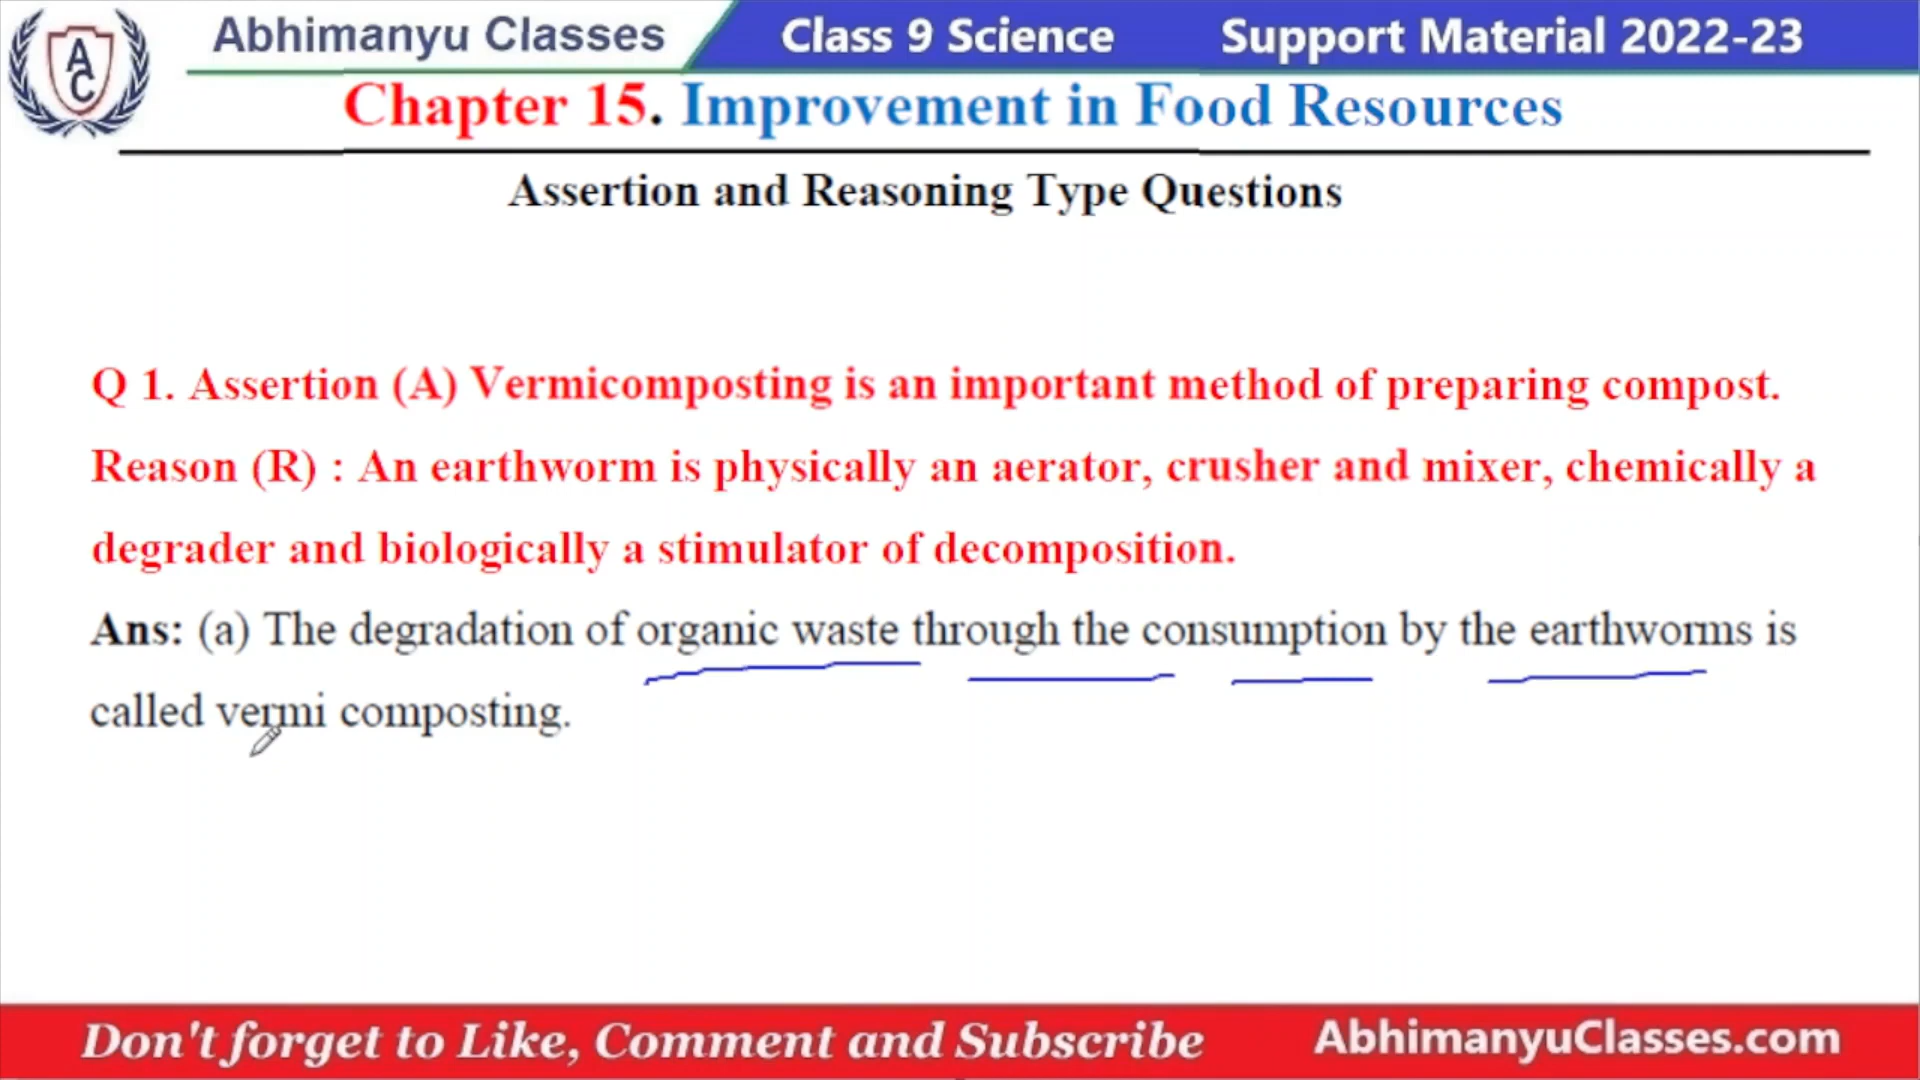 AC
Abhimanyu Classes
Class 9 Science
Support Material 2022-23
Chapter 15. Improvement in Food Resources
Assertion and Reasoning Type Questions
Q 1. Assertion (A) Vermicomposting is an important method of preparing compost.
Reason (R) : An earthworm is physically an aerator, crusher and mixer, chemically a
degrader and biologically a stimulator of decomposition.
Ans: (a) The degradation of organic waste through the consumption by the earthworms is
called vermi composting.
Don't forget to Like, Comment and Subscribe
AbhimanyuClasses.com